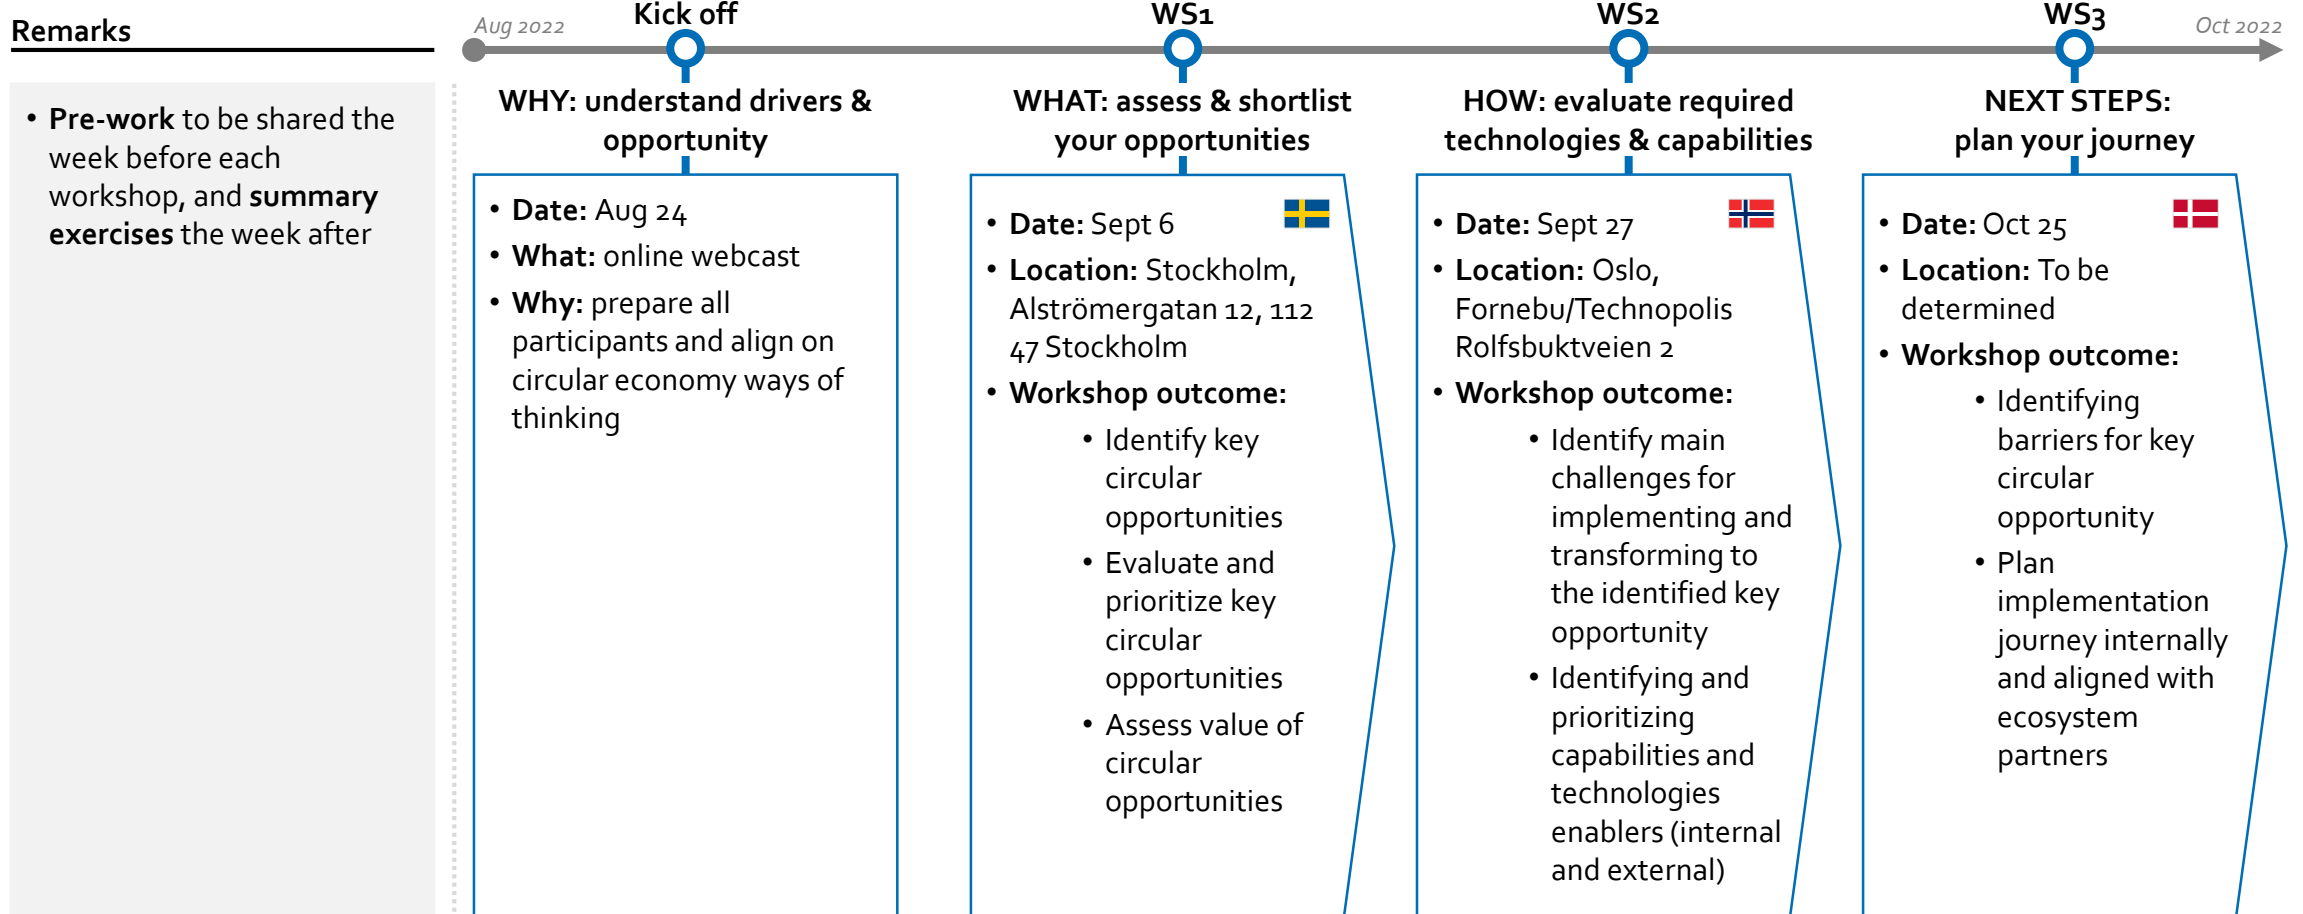 Remarks
• Pre-work to be shared the
week before each
workshop, and summary
exercises the week after
Aug 2022
Oct 2022
Kick off
WHY: understand drivers &
opportunity
• Date: Aug 24
• What: online webcast
• Why: prepare all
participants and align on
circular economy ways of
thinking
WS1
WHAT: assess & shortlist
your opportunities
• Date: Sept 6
• Location: Stockholm,
Alströmergatan 12, 112
47 Stockholm
• Workshop outcome:
• Identify key
circular
opportunities
• Evaluate and
prioritize key
circular
opportunities
• Assess value of
circular
opportunities
WS2
HOW: evaluate required
technologies & capabilities
• Date: Sept 27
• Location: Oslo,
Fornebu/Technopolis
Rolfsbuktveien 2
• Workshop outcome:
• Identify main
challenges for
implementing and
transforming to
the identified key
opportunity
• Identifying and
prioritizing
capabilities and
technologies
enablers (internal
and external)
WS3
NEXT STEPS:
plan your journey
• Date: Oct 25
• Location: To be
determined
• Workshop outcome:
• Identifying
barriers for key
circular
opportunity
• Plan
implementation
journey internally
and aligned with
ecosystem
partners